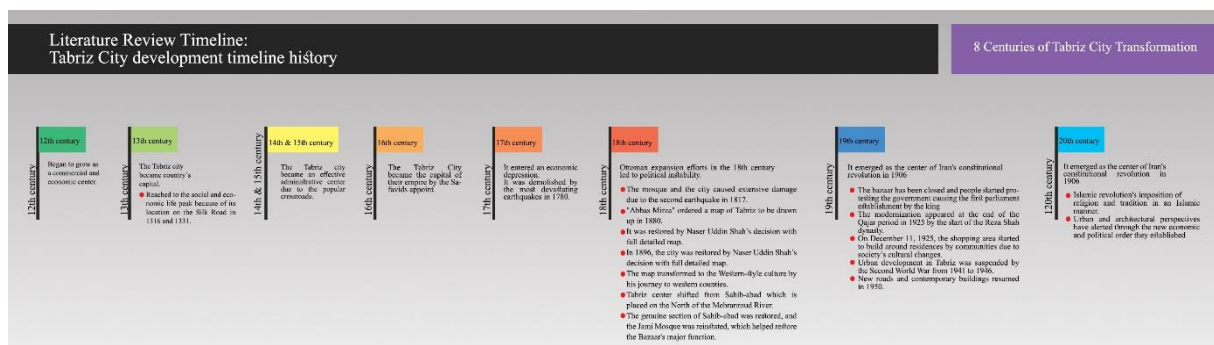 Literature Review Timeline:
Tabriz City development timeline history
8 Centuries of Tabriz City Transformation
12th century
12th century
Began to grow as
a commercial and
economic center.
13th century
13th century
The Tabriz city
became country's
capital.
Reached to the social and eco-
nomic life peak because of its
location on the Silk Road in
1316 and 1331.
14th & 15th century
14th & 15th century
The Tabriz city
became an effective
administrative center
due to the popular
crossroads.
16th century
16th century
The Tabriz City
became the capital of
their empire by the Sa-
favids appoint.
17th century
17th century
It entered an economic
depression.
It was demolished by
the most devastating
earthquakes in 1780.
18th century
18th century
Ottoman expansion efforts in the 18th century
led to political instability.
The mosque and the city caused extensive damage
due to the second earthquake in 1817.
"Abbas Mirza" ordered a map of Tabriz to be drawn
up in 1880.
It was restored by Naser Uddin Shah's decision with
full detailed map.
In 1896, the city was restored by Naser Uddin Shah's
decision with full detailed map.
The map transformed to the Western-style culture by
his journey to western counties.
Tabriz center shifted from Sahib-abad which is
placed on the North of the Mehranroud River.
The genuine section of Sahib-abad was restored, and
the Jami Mosque was reinstated, which helped restore
the Bazaar's major function.
19th century
19th century
It emerged as the center of Iran's constitutional
revolution in 1906
The bazaar has been closed and people started pro-
testing the government causing the first parliament
establishment by the king
The modernization appeared at the end of the
Qajar period in 1925 by the start of the Reza Shah
dynasty.
On December 11, 1925, the shopping area started
to build around residences by communities due to
society's cultural changes.
Urban development in Tabriz was suspended by
the Second World War from 1941 to 1946.
New roads and contemporary buildings resumed
in 1950.
20th century
120th century
It emerged as the center of Iran's
constitutional revolution in
1906
Islamic revolution's imposition of
religion and tradition in an Islamic
manner.
Urban and architectural perspectives
have alerted through the new economic
and political order they established